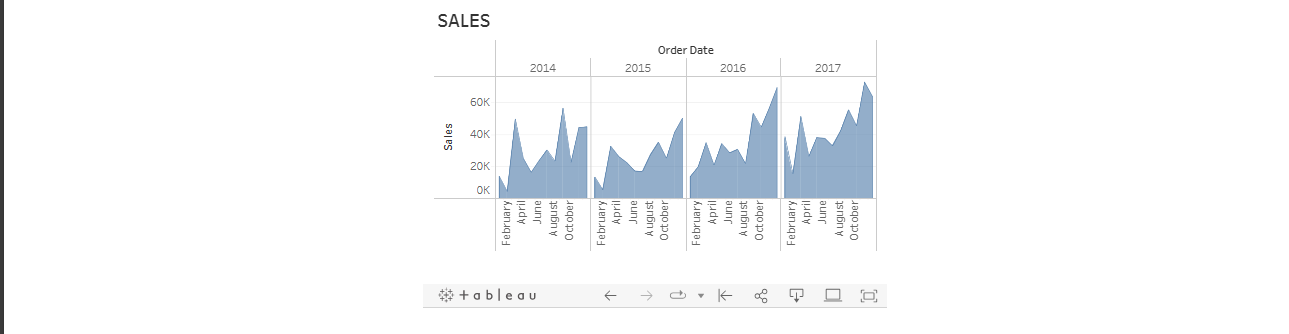 SALES
Order Date
2014 2015 2016 2017
60K
40K
20K
0K
Sales
February April June August October February April June August October February April June August October February April June August October
+ a b | e a u